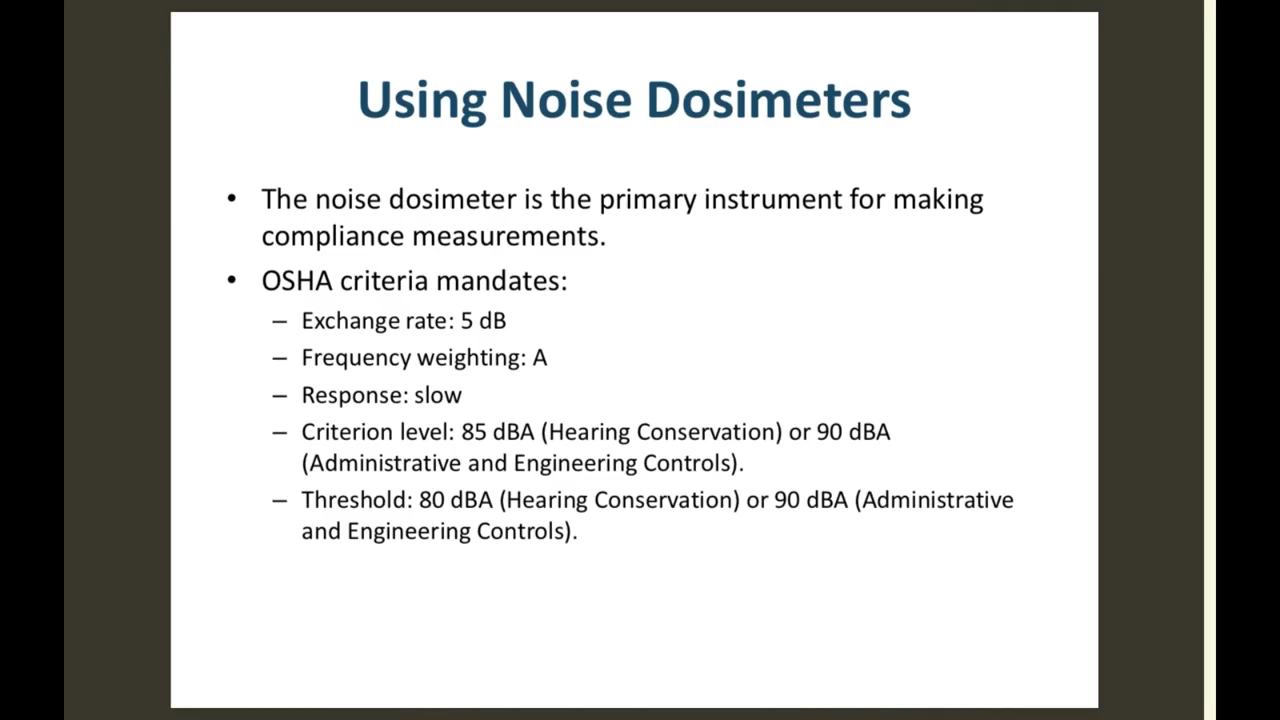 Using Noise Dosimeters
• The noise dosimeter is the primary instrument for making
compliance measurements.
• OSHA criteria mandates:
– Exchange rate: 5 dB
– Frequency weighting: A
– Response: slow
– Criterion level: 85 dBA (Hearing Conservation) or 90 dBA
(Administrative and Engineering Controls).
– Threshold: 80 dBA (Hearing Conservation) or 90 dBA (Administrative
and Engineering Controls).